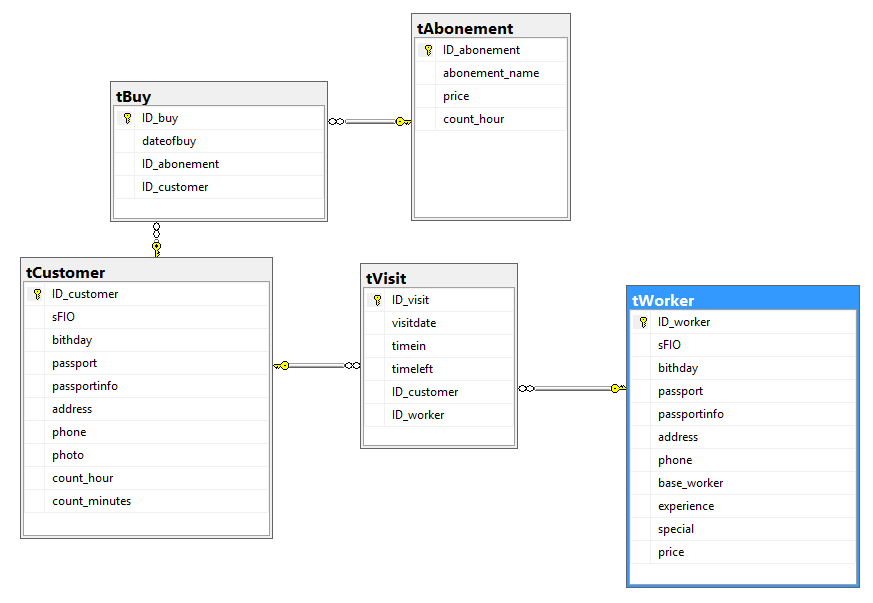 tAbonement
ID_abonement
abonement_name
price
count_hour
tBuy
ID_buy
dateofbuy
ID_abonement
ID_customer
tCustomer
ID_customer
sFIO
bithday
passport
passportinfo
address
phone
photo
count_hour
count_minutes
tVisit
ID_visit
visitdate
timein
timeleft
ID_customer
ID_worker
tWorker
ID_worker
sFIO
bithday
passport
passportinfo
address
phone
base_worker
experience
special
price